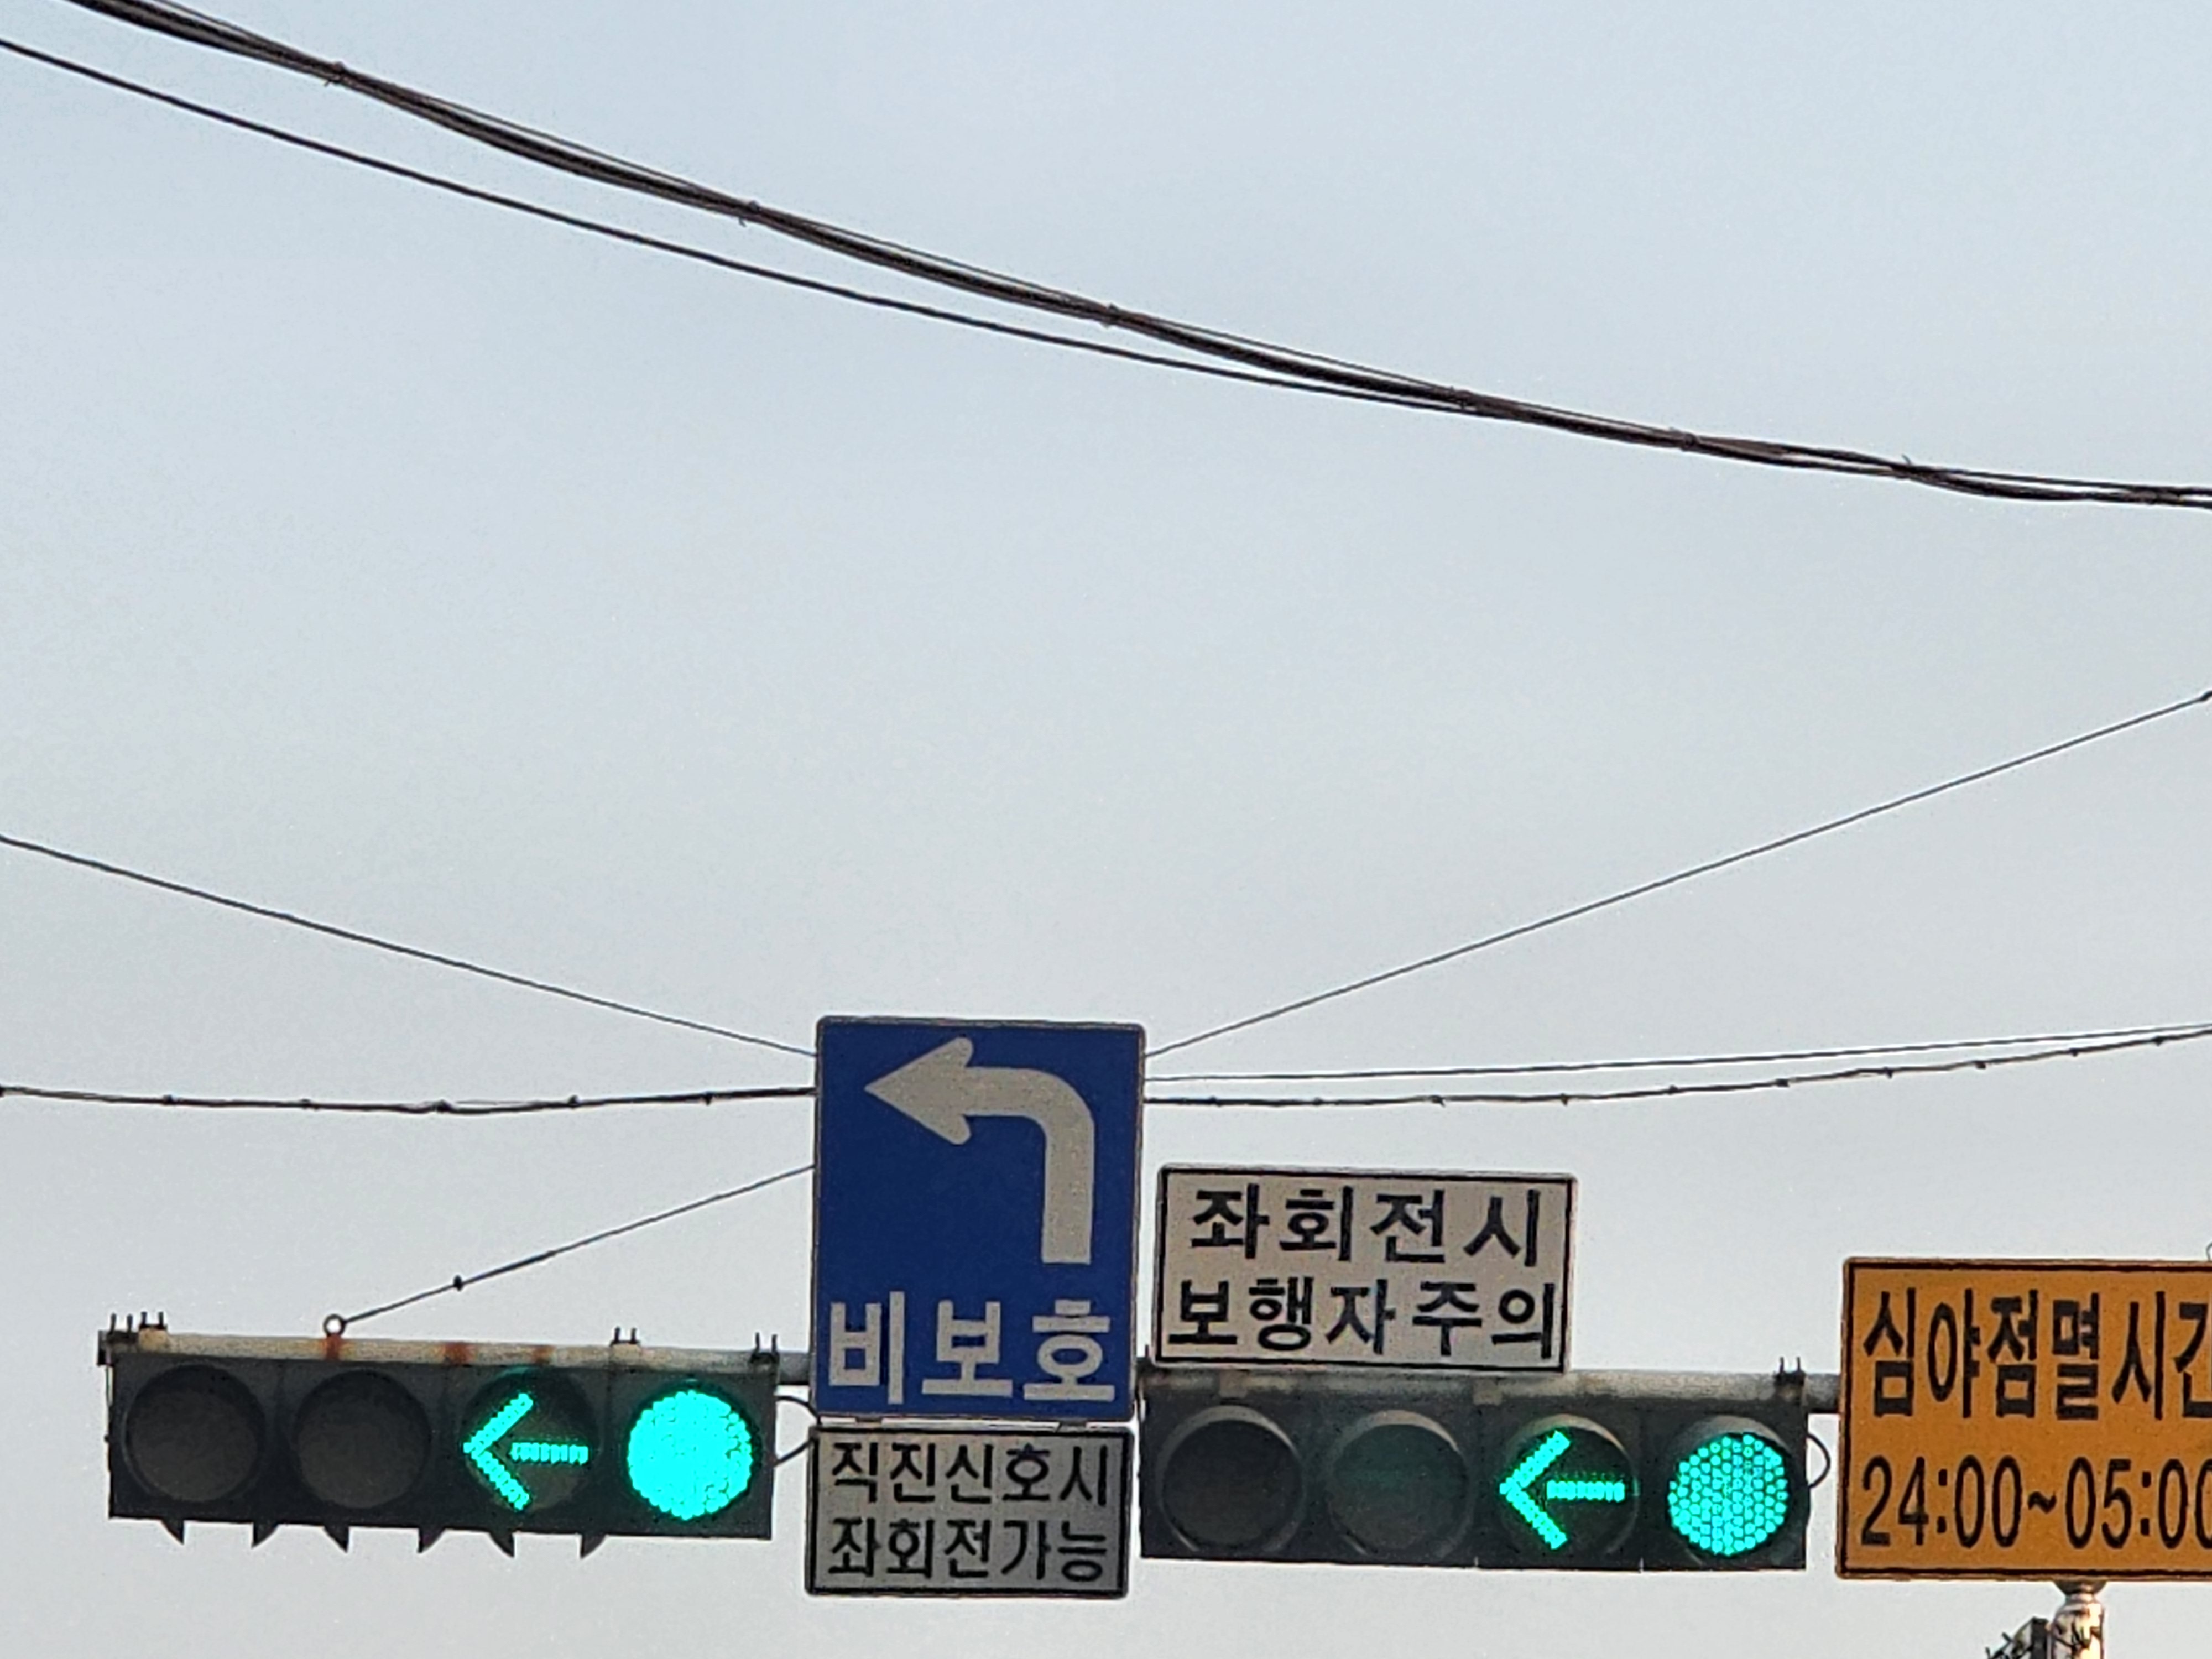 비보호
직진신호시
좌회전가능
좌회전시
보행자주의
심야점멸시간
24:00~05:00